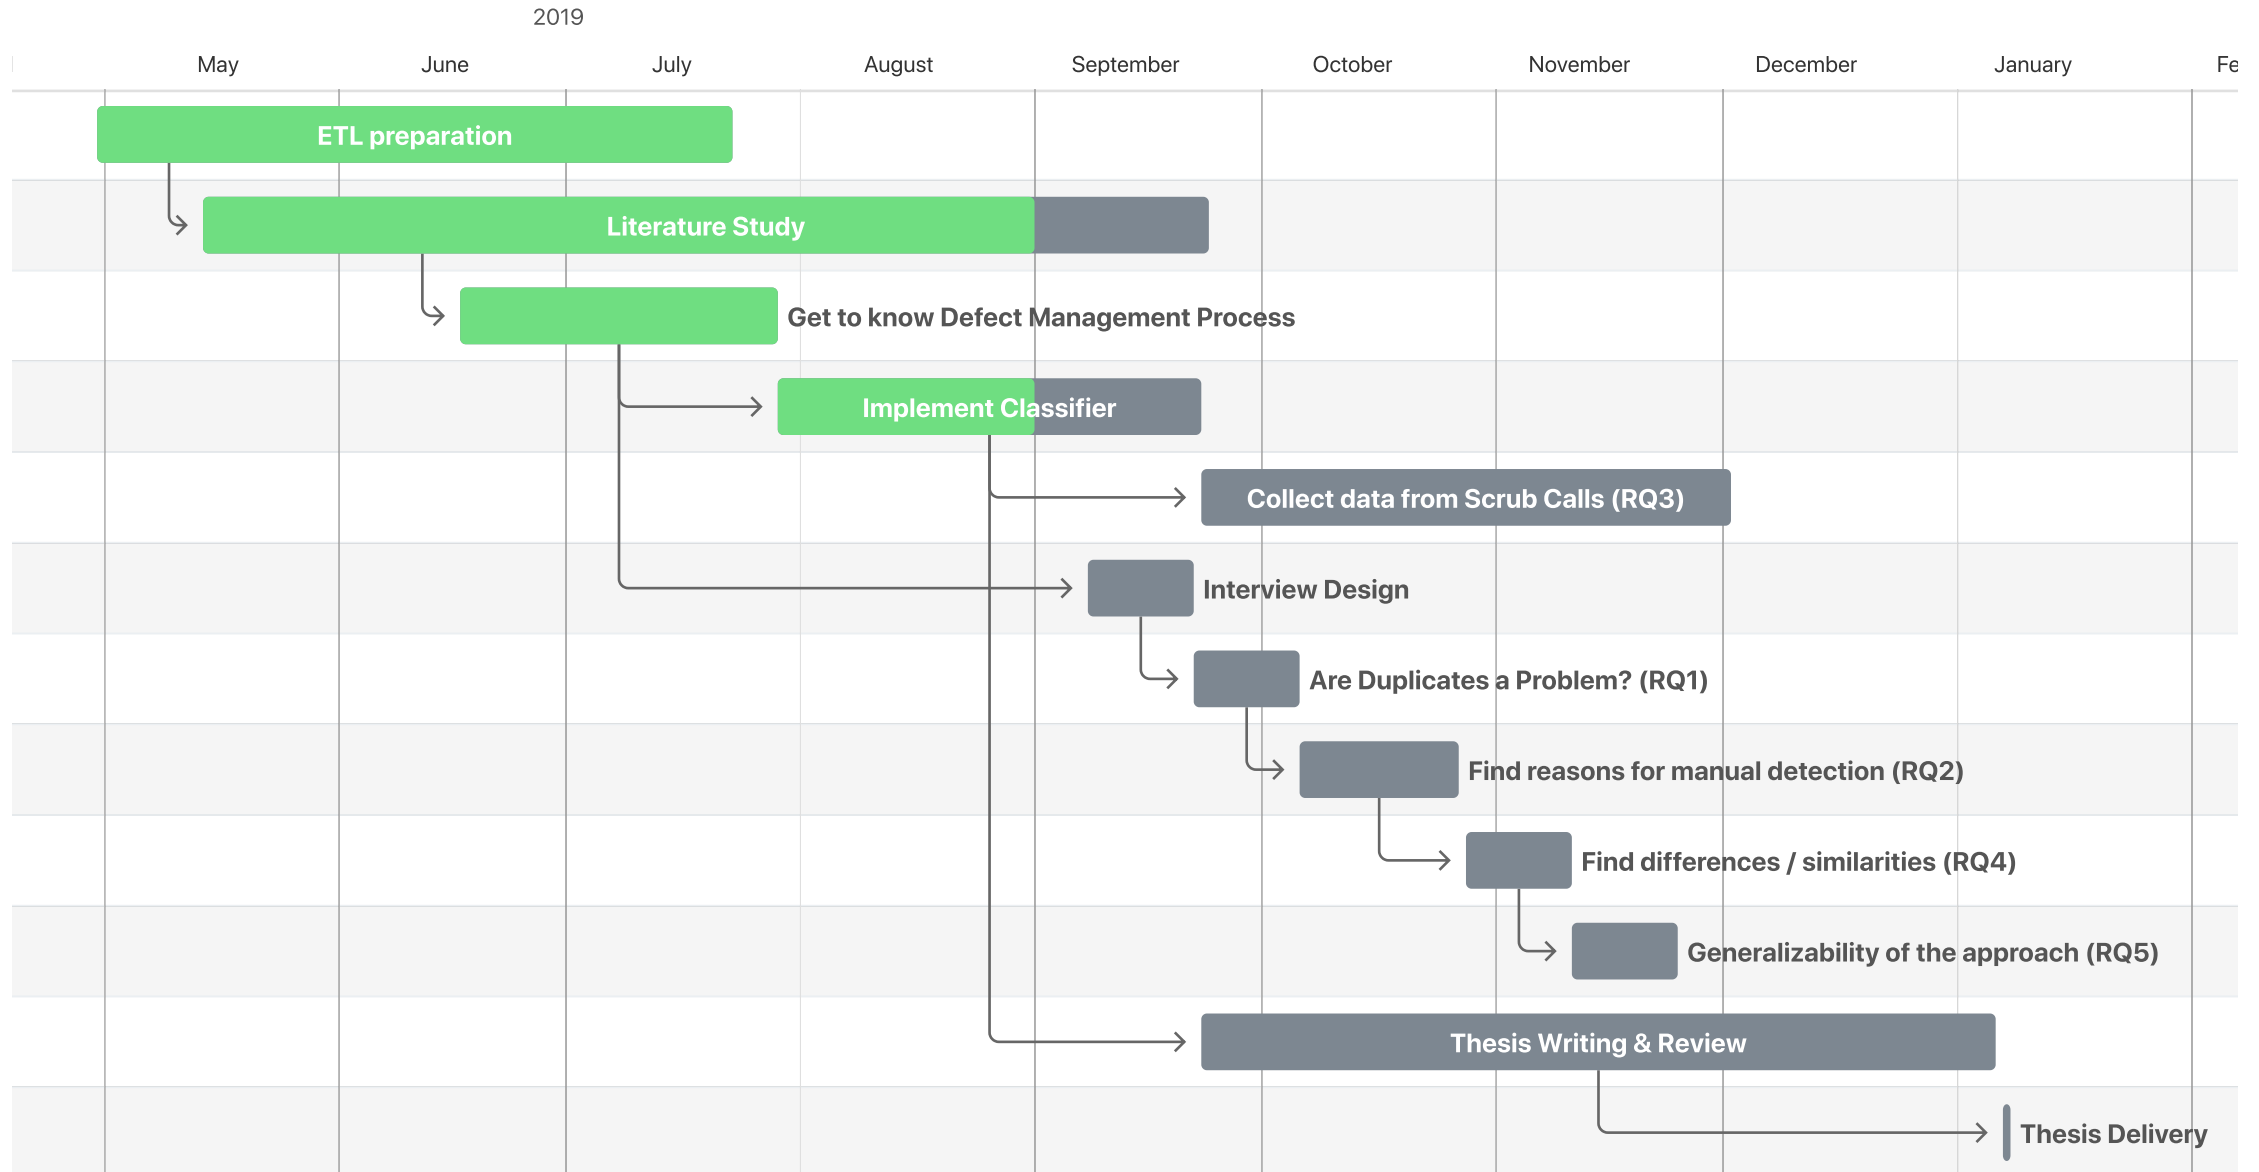 2019
May June July August September October November December January Fe
ETL preparation
Literature Study
Get to know Defect Management Process
Implement Classifier
Collect data from Scrub Calls (RQ3)
Interview Design
Are Duplicates a Problem? (RQ1)
Find reasons for manual detection (RQ2)
Find differences / similarities (RQ4)
Generalizability of the approach (RQ5)
Thesis Writing & Review
Thesis Delivery